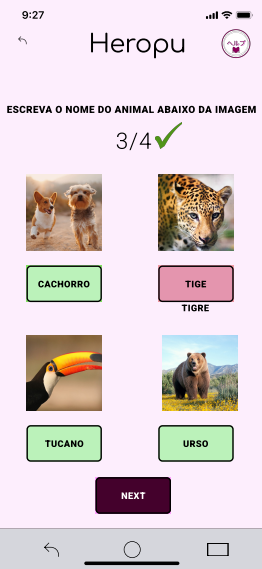 9:27
Heropu
ヘルプ
ESCREVA O NOME DO ANIMAL ABAIXO DA IMAGEM
3/4
CACHORRO
TIGE
TIGRE
TUCANO
URSO
NEXT